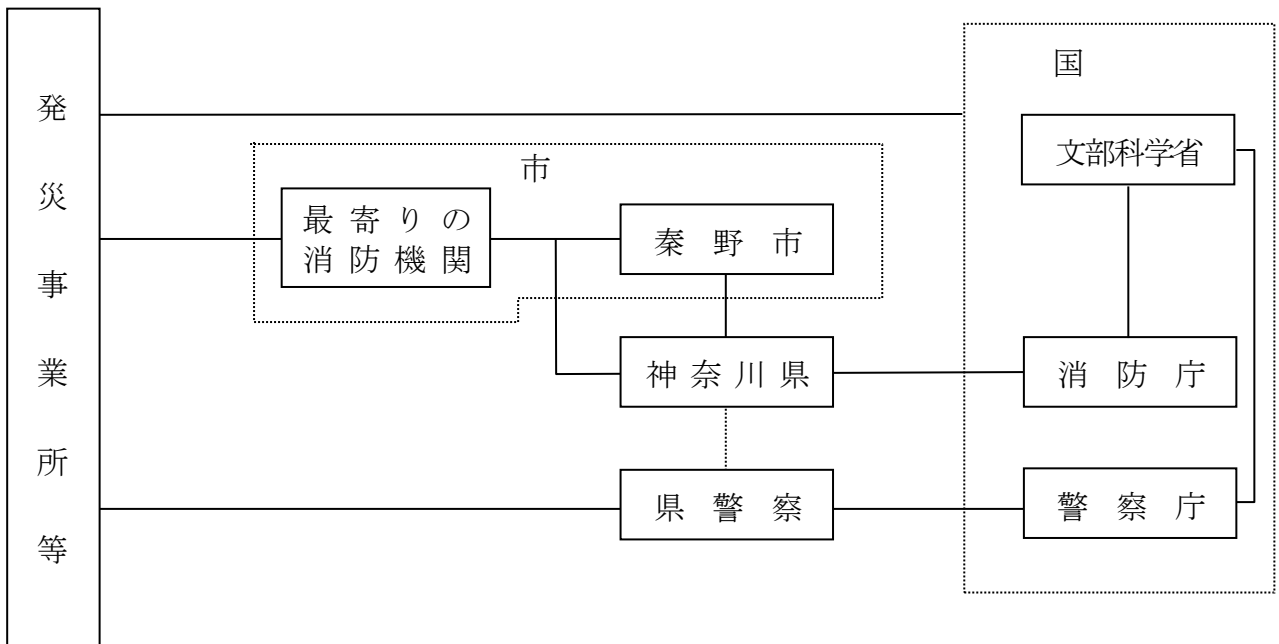 発災事業所等
国
文部科学省
市
最寄りの
消防機関
秦野市
神奈川県
消防庁
県警察
警察庁